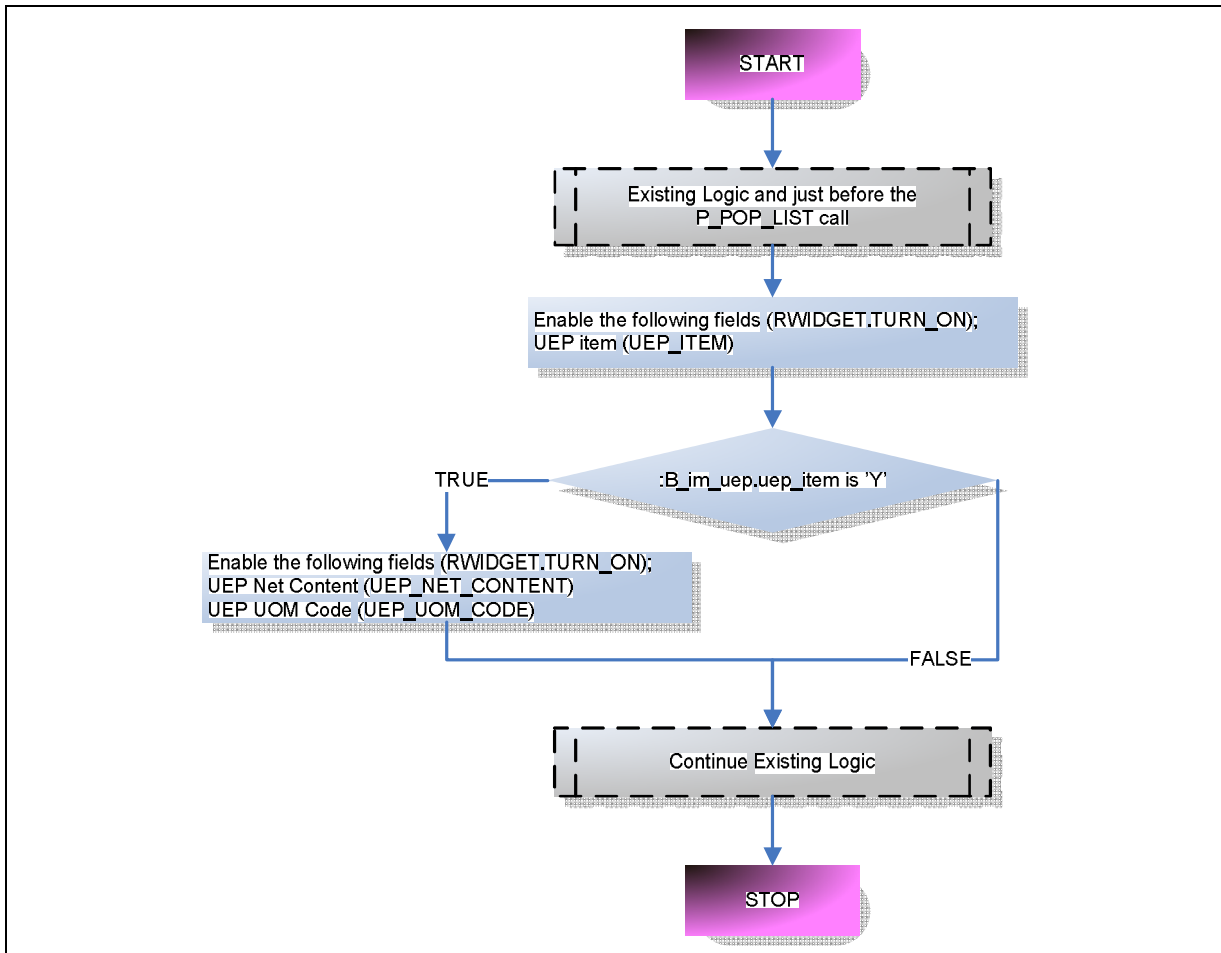 START
Existing Logic and just before the
P_POP_LIST call
Enable the following fields (RWIDGET.TURN_ON);
UEP item (UEP_ITEM)
:B_im_uep.uep_item is 'Y'
TRUE
Enable the following fields (RWIDGET.TURN_ON);
UEP Net Content (UEP_NET_CONTENT)
UEP UOM Code (UEP_UOM_CODE)
FALSE
Continue Existing Logic
STOP